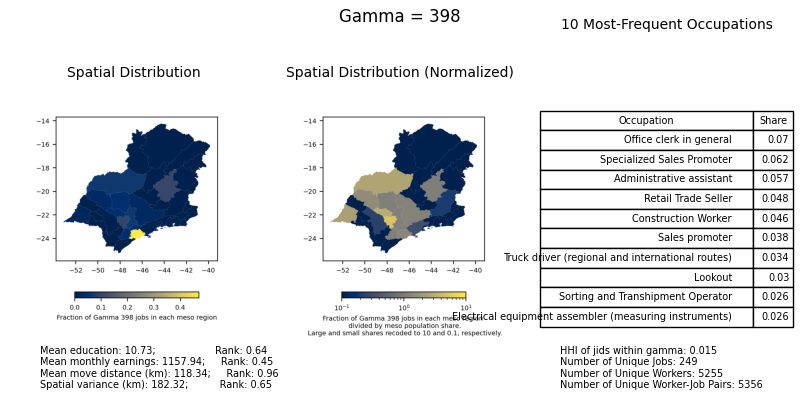 Gamma = 398
10 Most-Frequent Occupations
Spatial Distribution
Spatial Distribution (Normalized)
−14
−16
−18
−20
−22
−24
−52 −50 −48 −46 −44 −42 −40
0.0 0.1 0.2 0.3 0.4
Fraction of Gamma 398 jobs in each meso region
−14
−16
−18
−20
−22
−24
−52 −50 −48 −46 −44 −42 −40
10⁻¹ 10⁰ 10¹
Fraction of Gamma 398 jobs in each meso region
divided by meso population share.
Large and small shares recoded to 10 and 0.1, respectively.
Occupation Share
Office clerk in general 0.07
Specialized Sales Promoter 0.062
Administrative assistant 0.057
Retail Trade Seller 0.048
Construction Worker 0.046
Sales promoter 0.038
Truck driver (regional and international routes) 0.034
Lookout 0.03
Sorting and Transhipment Operator 0.026
Electrical equipment assembler (measuring instruments) 0.026
Mean education: 10.73; Rank: 0.64
Mean monthly earnings: 1157.94; Rank: 0.45
Mean move distance (km): 118.34; Rank: 0.96
Spatial variance (km): 182.32; Rank: 0.65
HHI of jids within gamma: 0.015
Number of Unique Jobs: 249
Number of Unique Workers: 5255
Number of Unique Worker-Job Pairs: 5356